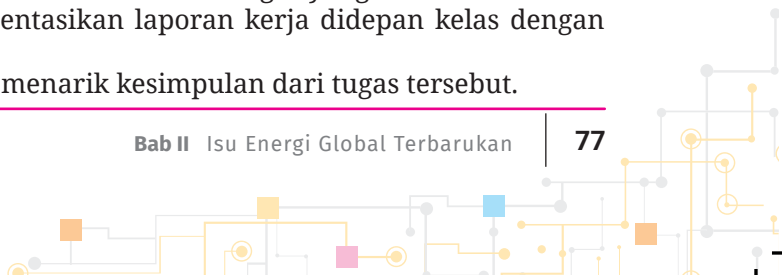 entasikan laporan kerja didepan kelas dengan
menarik kesimpulan dari tugas tersebut.
Bab II Isu Energi Global Terbarukan 77